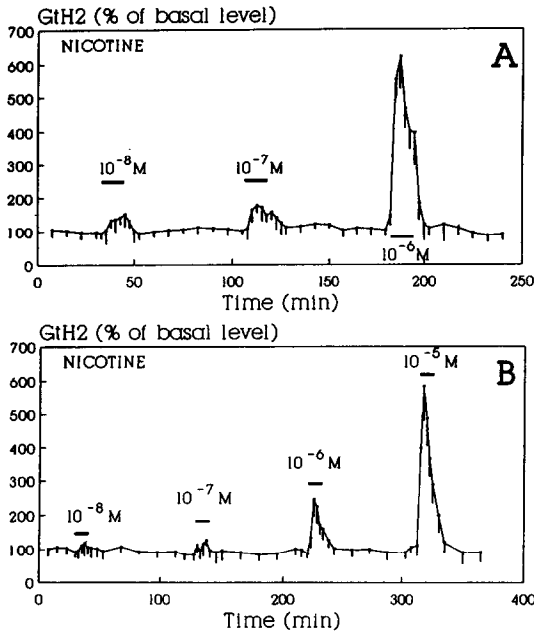 GtH2 (% of basal level)
NICOTINE
A
700
600
500
400
300
200
100
0
10⁻⁸M
10⁻⁷M
10⁻⁶M
0 50 100 150 200 250
Time (min)
GtH2 (% of basal level)
NICOTINE
B
700
600
500
400
300
200
100
0
10⁻⁸M
10⁻⁷M
10⁻⁶M
10⁻⁵M
0 100 200 300 400
Time (min)